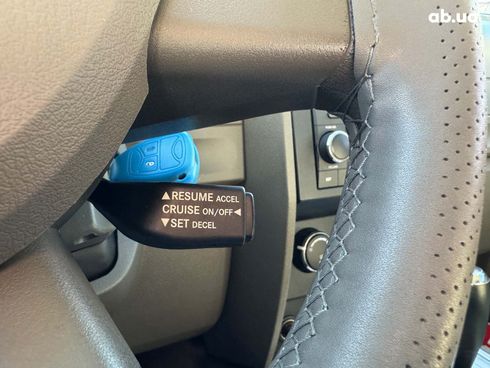 ab.ua
▲RESUME ACCEL
CRUISE ON/OFF◀
▼SET DECEL